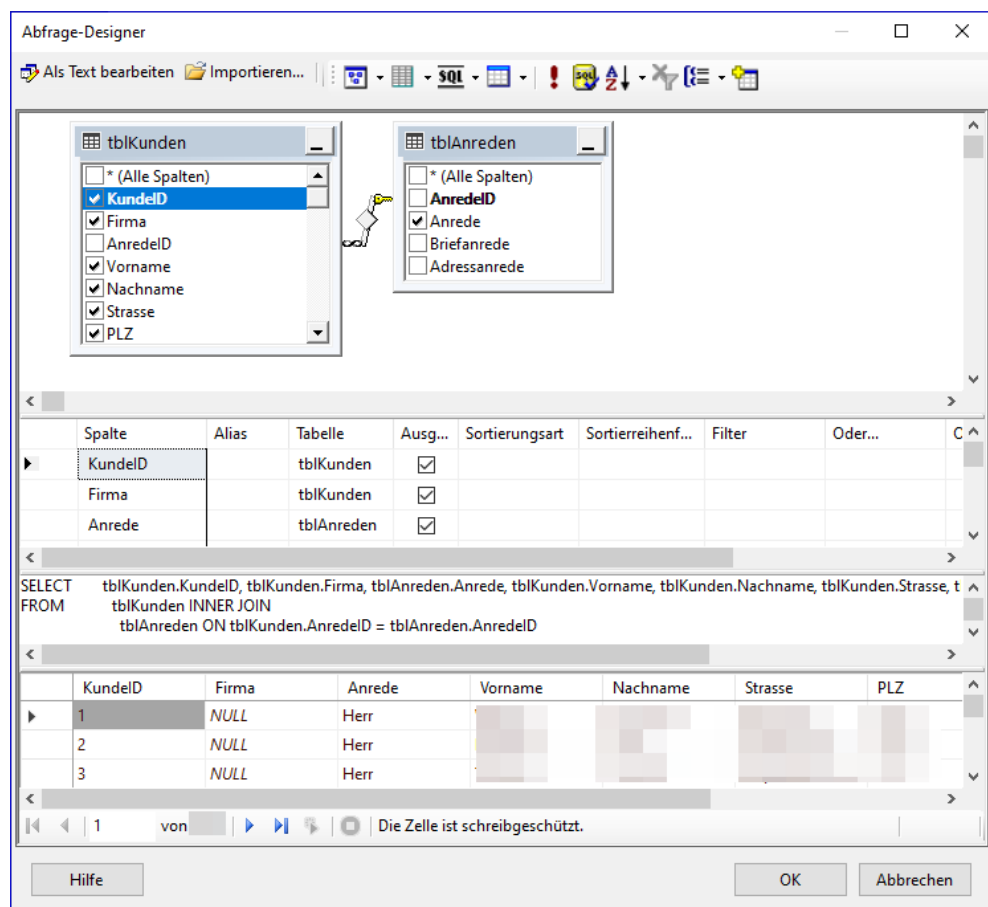 Abfrage-Designer
Als Text bearbeiten Importieren... SQL SQL A Z
tblKunden
* (Alle Spalten)
KundeID
Firma
AnredeID
Vorname
Nachname
Strasse
PLZ
tblAnreden
* (Alle Spalten)
AnredeID
Anrede
Briefanrede
Adressanrede
Spalte Alias Tabelle Ausg... Sortierungsart Sortierreihenf... Filter Oder...
KundeID tblKunden
Firma tblKunden
Anrede tblAnreden
SELECT tblKunden.KundeID, tblKunden.Firma, tblAnreden.Anrede, tblKunden.Vorname, tblKunden.Nachname, tblKunden.Strasse, t
FROM tblKunden INNER JOIN
tblAnreden ON tblKunden.AnredeID = tblAnreden.AnredeID
KundeID Firma Anrede Vorname Nachname Strasse PLZ
1 NULL Herr
2 NULL Herr
3 NULL Herr
1 von Die Zelle ist schreibgeschützt.
Hilfe OK Abbrechen